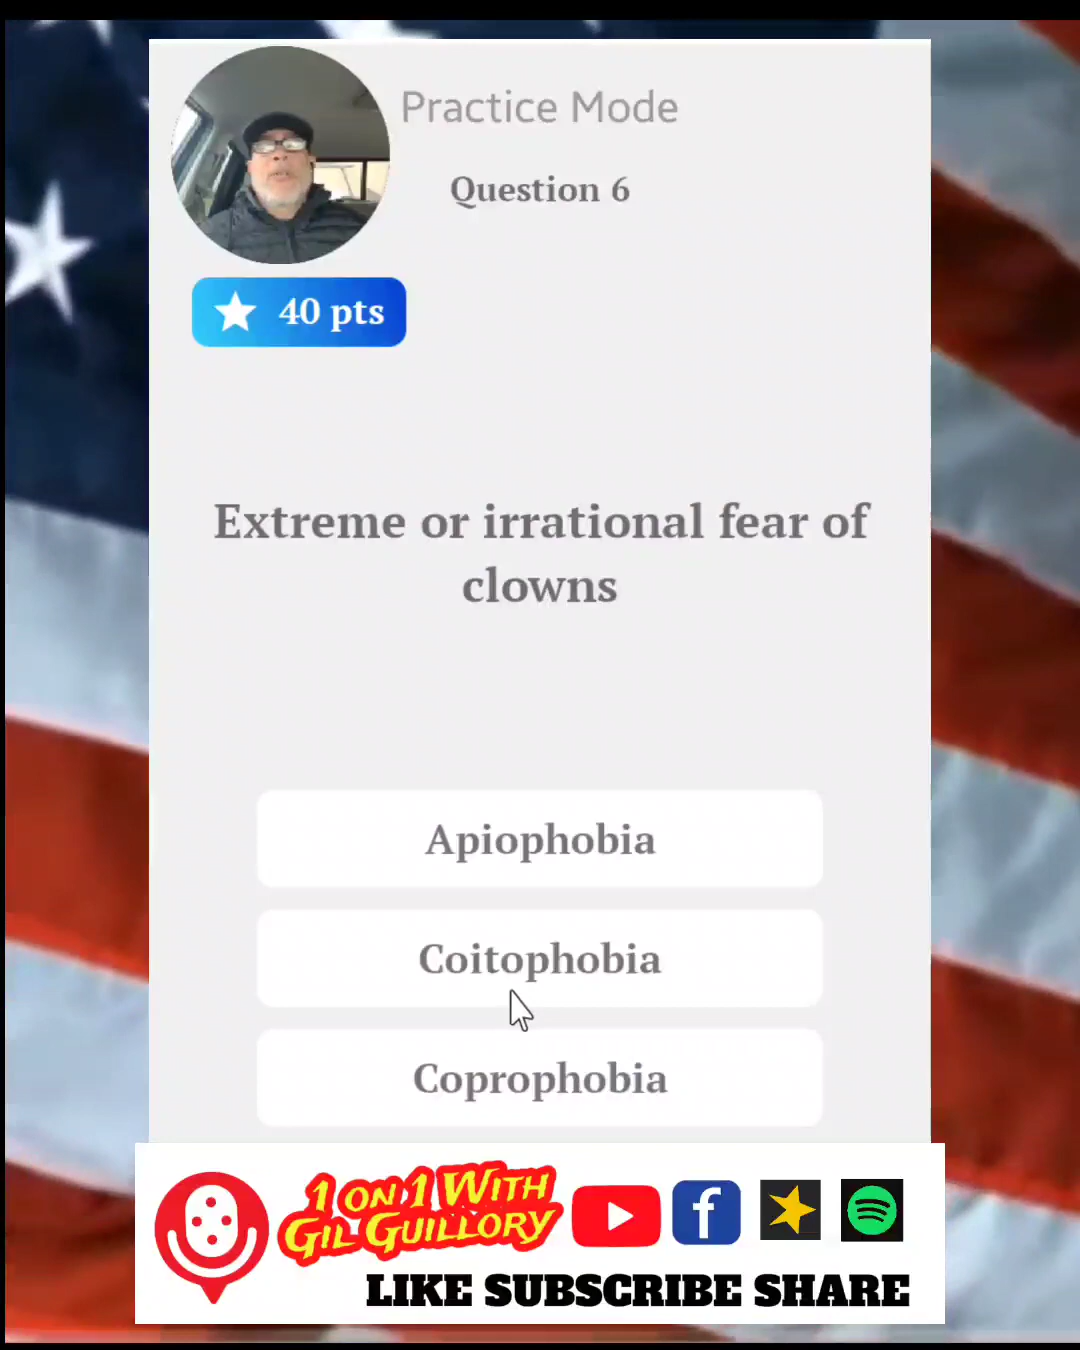 Practice Mode
Question 6
40 pts
Extreme or irrational fear of
clowns
Apiophobia
Coitophobia
Coprophobia
1 ON 1 WITH
GIL GUILLORY
LIKE SUBSCRIBE SHARE